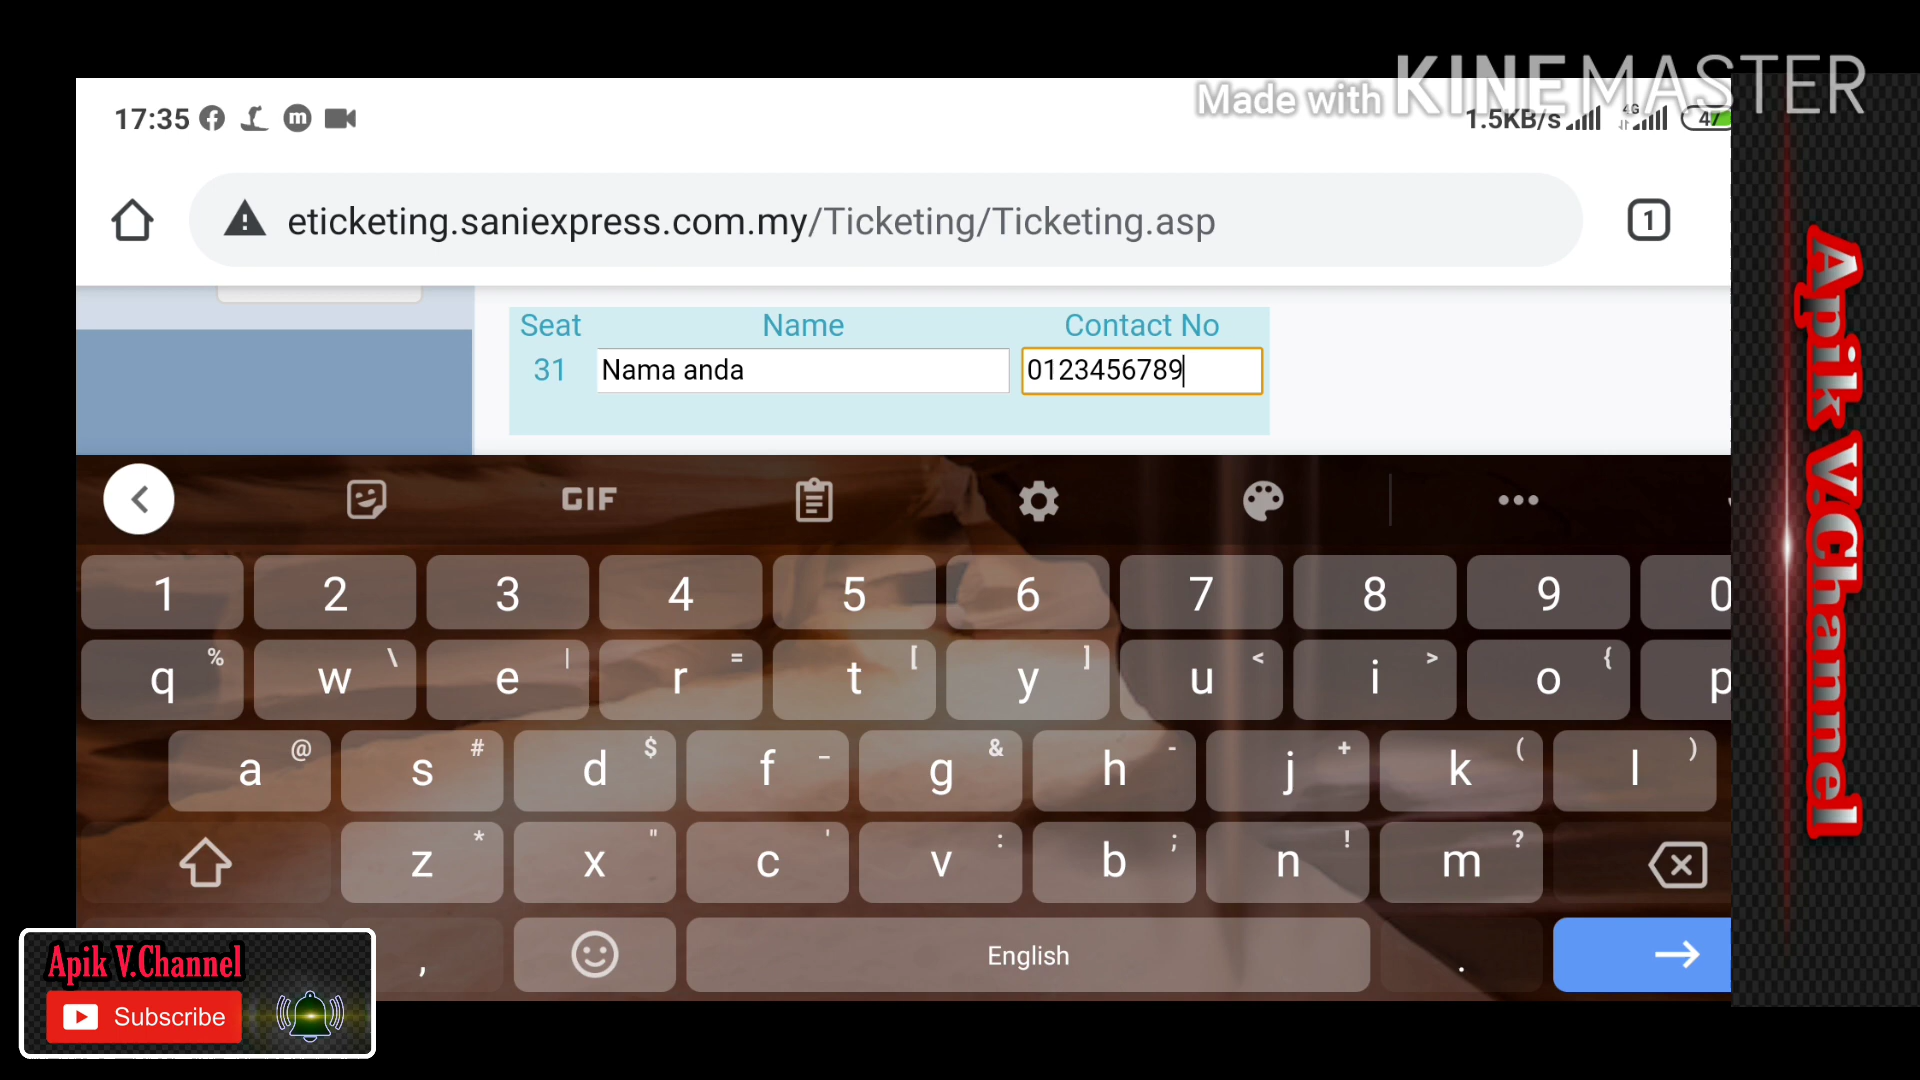 Made with KINEMASTER
17:35
1.5KB/s 4G 47
eticketing.saniexpress.com.my/Ticketing/Ticketing.asp
1
Seat Name Contact No
31 Nama anda 0123456789
GIF
1 2 3 4 5 6 7 8 9 0
% \ | = [ ] < > {
q w e r t y u i o p
@ # $ _ & - + ( )
a s d f g h j k l
* " ' : ; ! ?
z x c v b n m
, English .
Apik V.Channel
Subscribe
Apik V.Channel